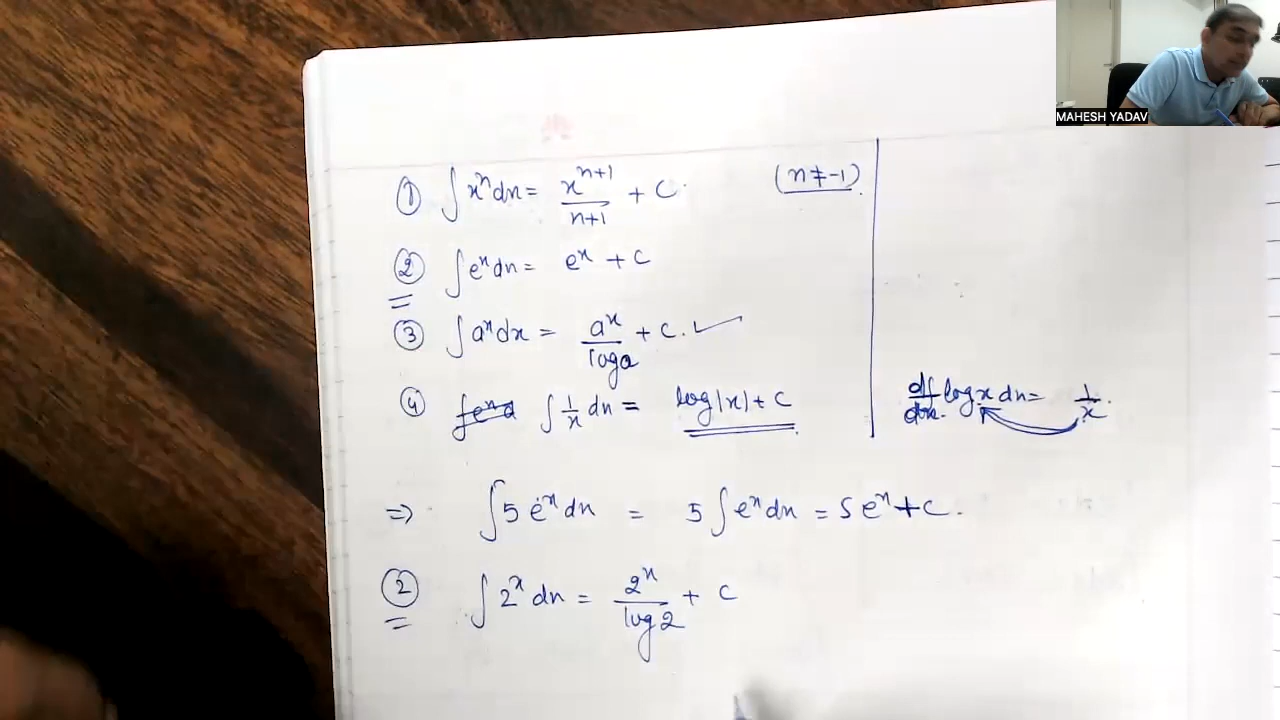 ① ∫xⁿdx = xⁿ⁺¹/n+1 + c. (n≠-1)
② ∫eˣdx = eˣ + c
③ ∫aˣdx = aˣ/log a + c. ✓
④ ∫1/x dx = log|x| + c
d/dx log x dx = 1/x.
⇒ ∫5eˣdx = 5∫eˣdx = 5eˣ + c.
② ∫2ˣdx = 2ˣ/log 2 + c
MAHESH YADAV